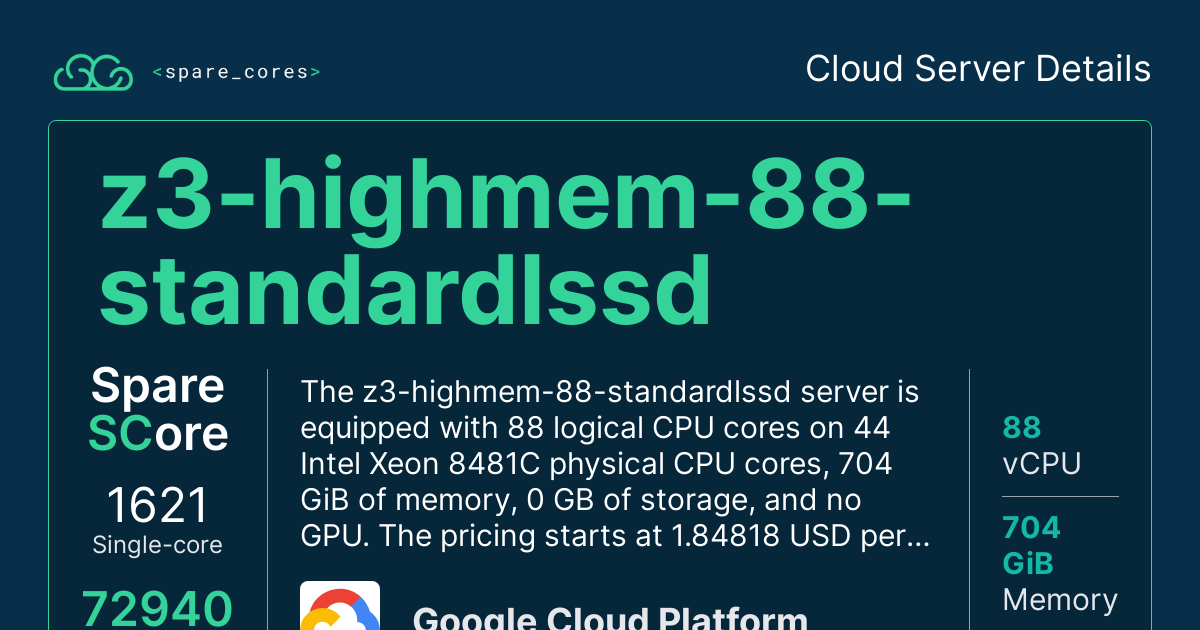 <spare_cores>
Cloud Server Details
z3-highmem-88-
standardlssd
Spare
SCore
1621
Single-core
72940
The z3-highmem-88-standardlssd server is
equipped with 88 logical CPU cores on 44
Intel Xeon 8481C physical CPU cores, 704
GiB of memory, 0 GB of storage, and no
GPU. The pricing starts at 1.84818 USD per...
Google Cloud Platform
88
vCPU
704
GiB
Memory